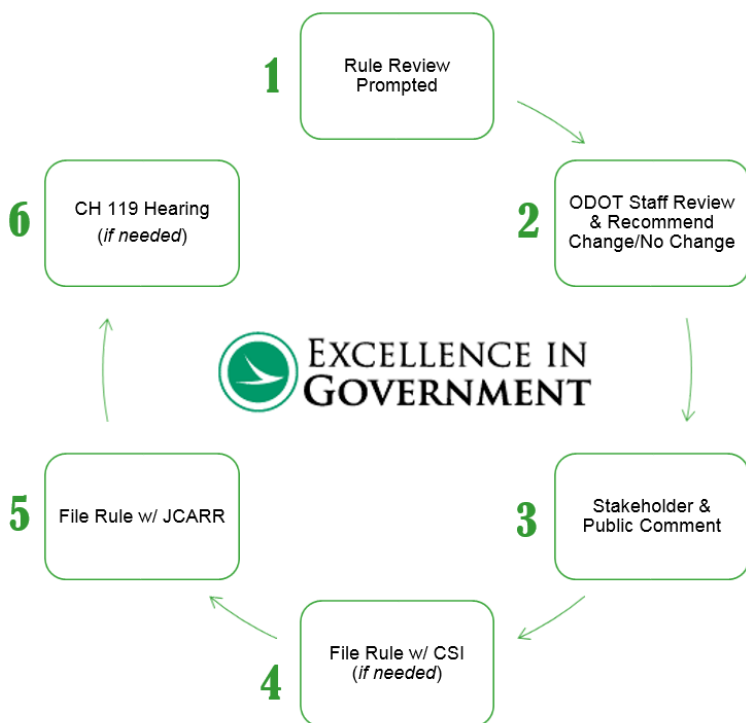 1
Rule Review
Prompted
2
ODOT Staff Review
& Recommend
Change/No Change
3
Stakeholder &
Public Comment
4
File Rule w/ CSI
(if needed)
5
File Rule w/ JCARR
6
CH 119 Hearing
(if needed)
EXCELLENCE IN
GOVERNMENT